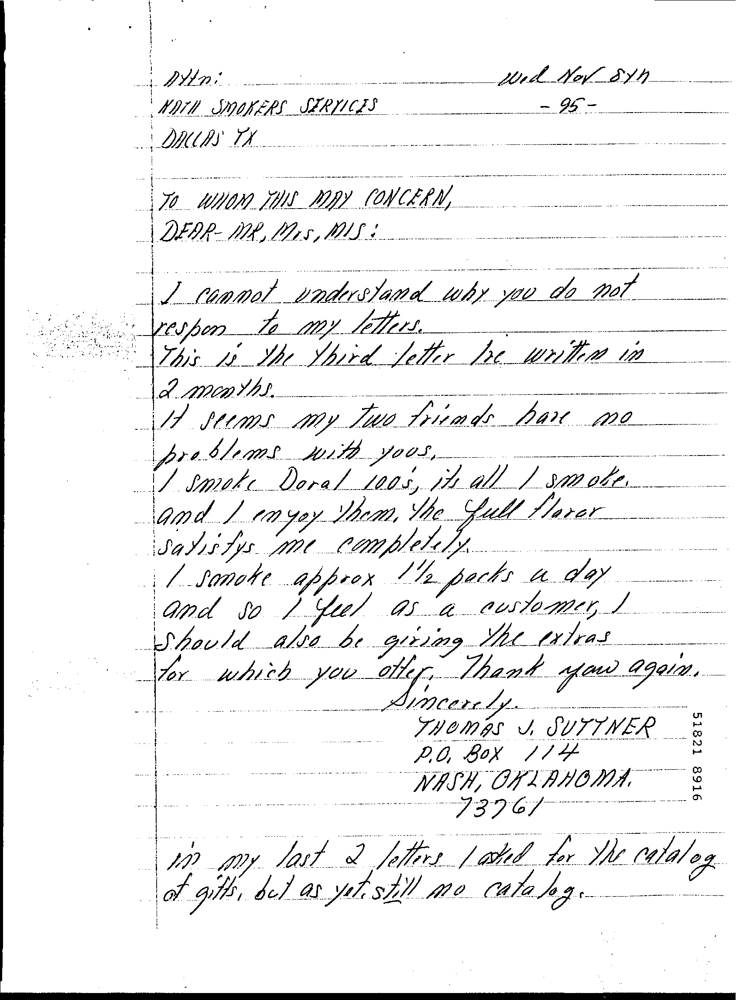 Attn: Wed Nov 8th
NATN SMOKERS SERVICES - 95 -
DALLAS TX
TO WHOM THIS MAY CONCERN,
DEAR- MR, Mrs, MIS:
I cannot understand why you do not
respon to my letters.
This is the third letter I've written in
2 months.
It seems my two friends have no
problems with yous,
I smoke Doral 100's, its all I smoke.
and I enyoy them. the full flavor
satisfys me completely.
I smoke approx 1 1/2 packs a day
and so I feel as a customer, I
should also be giving the extras
for which you offer. Thank you again.
Sincerely.
THOMAS J. SUTTNER
P.O. BOX 114
NASH, OKLAHOMA.
73761
in my last 2 letters I asked for the catalog
of gifts, but as yet. still no catalog.
51821 8916